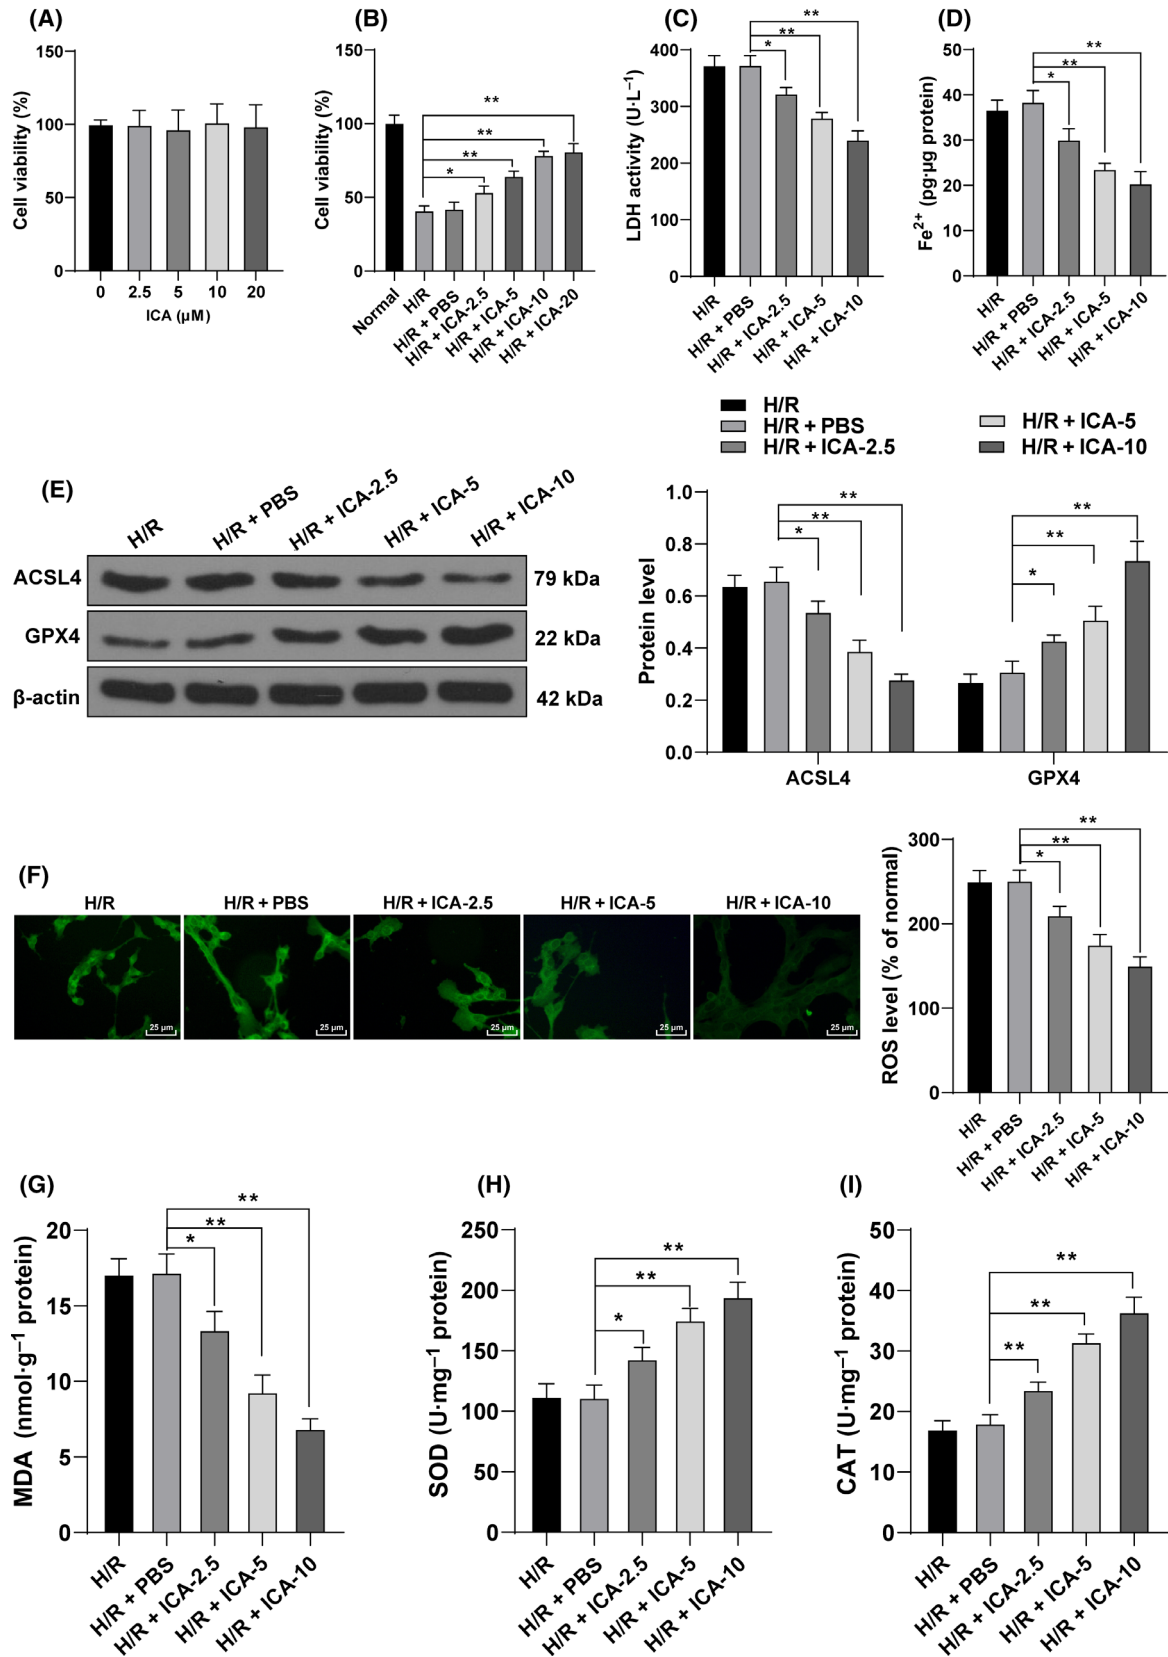 (A)
Cell viability (%)
150
100
50
0
0 2.5 5 10 20
ICA (µM)
(B)
Cell viability (%)
150
100
50
0
**
**
**
*
Normal
H/R
H/R + PBS
H/R + ICA-2.5
H/R + ICA-5
H/R + ICA-10
H/R + ICA-20
(C)
LDH activity (U·L⁻¹)
400
300
200
100
0
**
**
*
H/R
H/R + PBS
H/R + ICA-2.5
H/R + ICA-5
H/R + ICA-10
(D)
Fe²⁺ (pg·µg protein)
50
40
30
20
10
0
**
**
*
H/R
H/R + PBS
H/R + ICA-2.5
H/R + ICA-5
H/R + ICA-10
(E)
H/R
H/R + PBS
H/R + ICA-2.5
H/R + ICA-5
H/R + ICA-10
ACSL4 79 kDa
GPX4 22 kDa
β-actin 42 kDa
H/R
H/R + PBS
H/R + ICA-2.5
H/R + ICA-5
H/R + ICA-10
Protein level
1.0
0.8
0.6
0.4
0.2
0.0
**
**
*
**
**
*
ACSL4 GPX4
(F)
H/R H/R + PBS H/R + ICA-2.5 H/R + ICA-5 H/R + ICA-10
25 µm 25 µm 25 µm 25 µm 25 µm
ROS level (% of normal)
300
200
100
0
**
**
*
H/R
H/R + PBS
H/R + ICA-2.5
H/R + ICA-5
H/R + ICA-10
(G)
MDA (nmol·g⁻¹ protein)
20
15
10
5
0
**
**
*
H/R
H/R + PBS
H/R + ICA-2.5
H/R + ICA-5
H/R + ICA-10
(H)
SOD (U·mg⁻¹ protein)
250
200
150
100
50
0
**
**
*
H/R
H/R + PBS
H/R + ICA-2.5
H/R + ICA-5
H/R + ICA-10
(I)
CAT (U·mg⁻¹ protein)
50
40
30
20
10
0
**
**
**
H/R
H/R + PBS
H/R + ICA-2.5
H/R + ICA-5
H/R + ICA-10